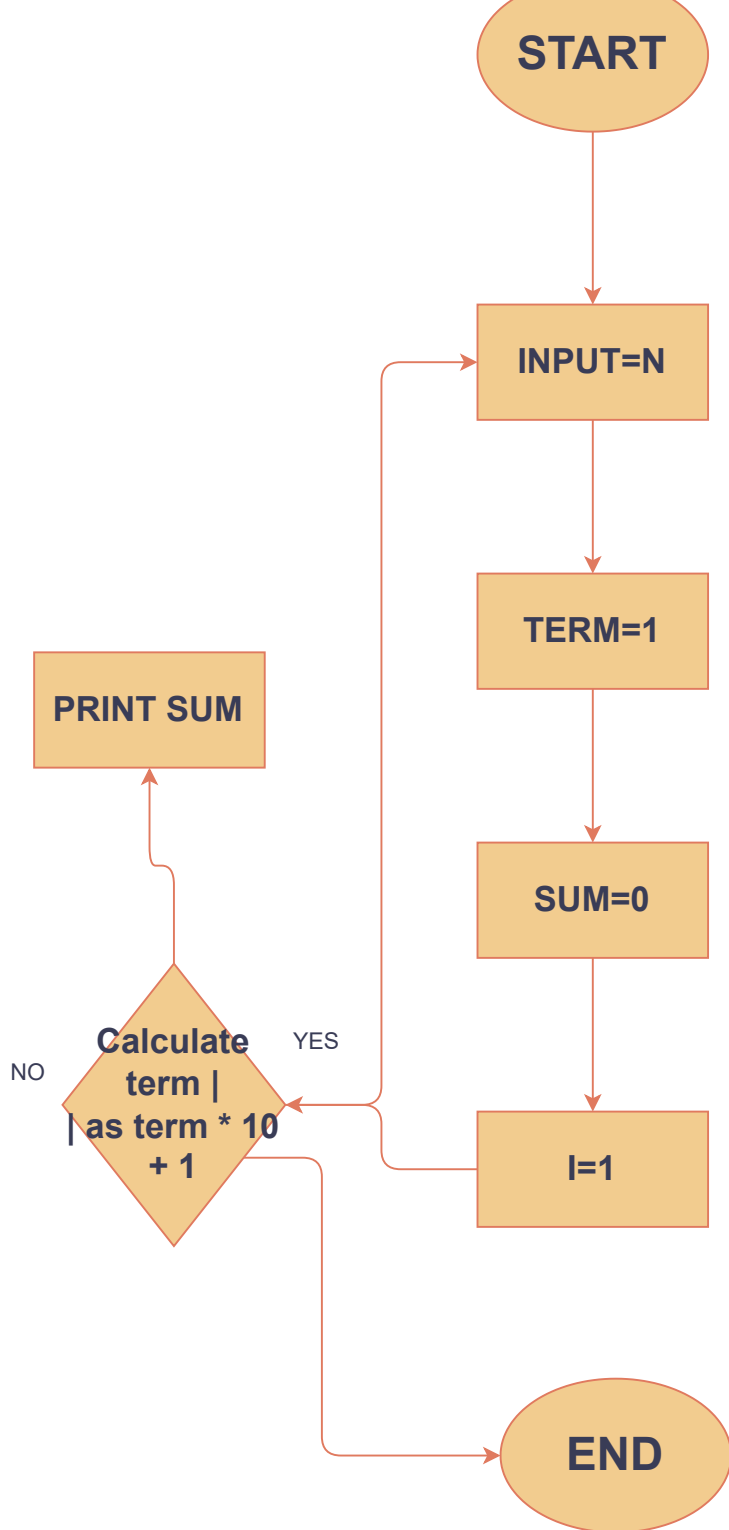 START
INPUT=N
TERM=1
PRINT SUM
SUM=0
Calculate
term |
| as term * 10
+ 1
YES
NO
I=1
END